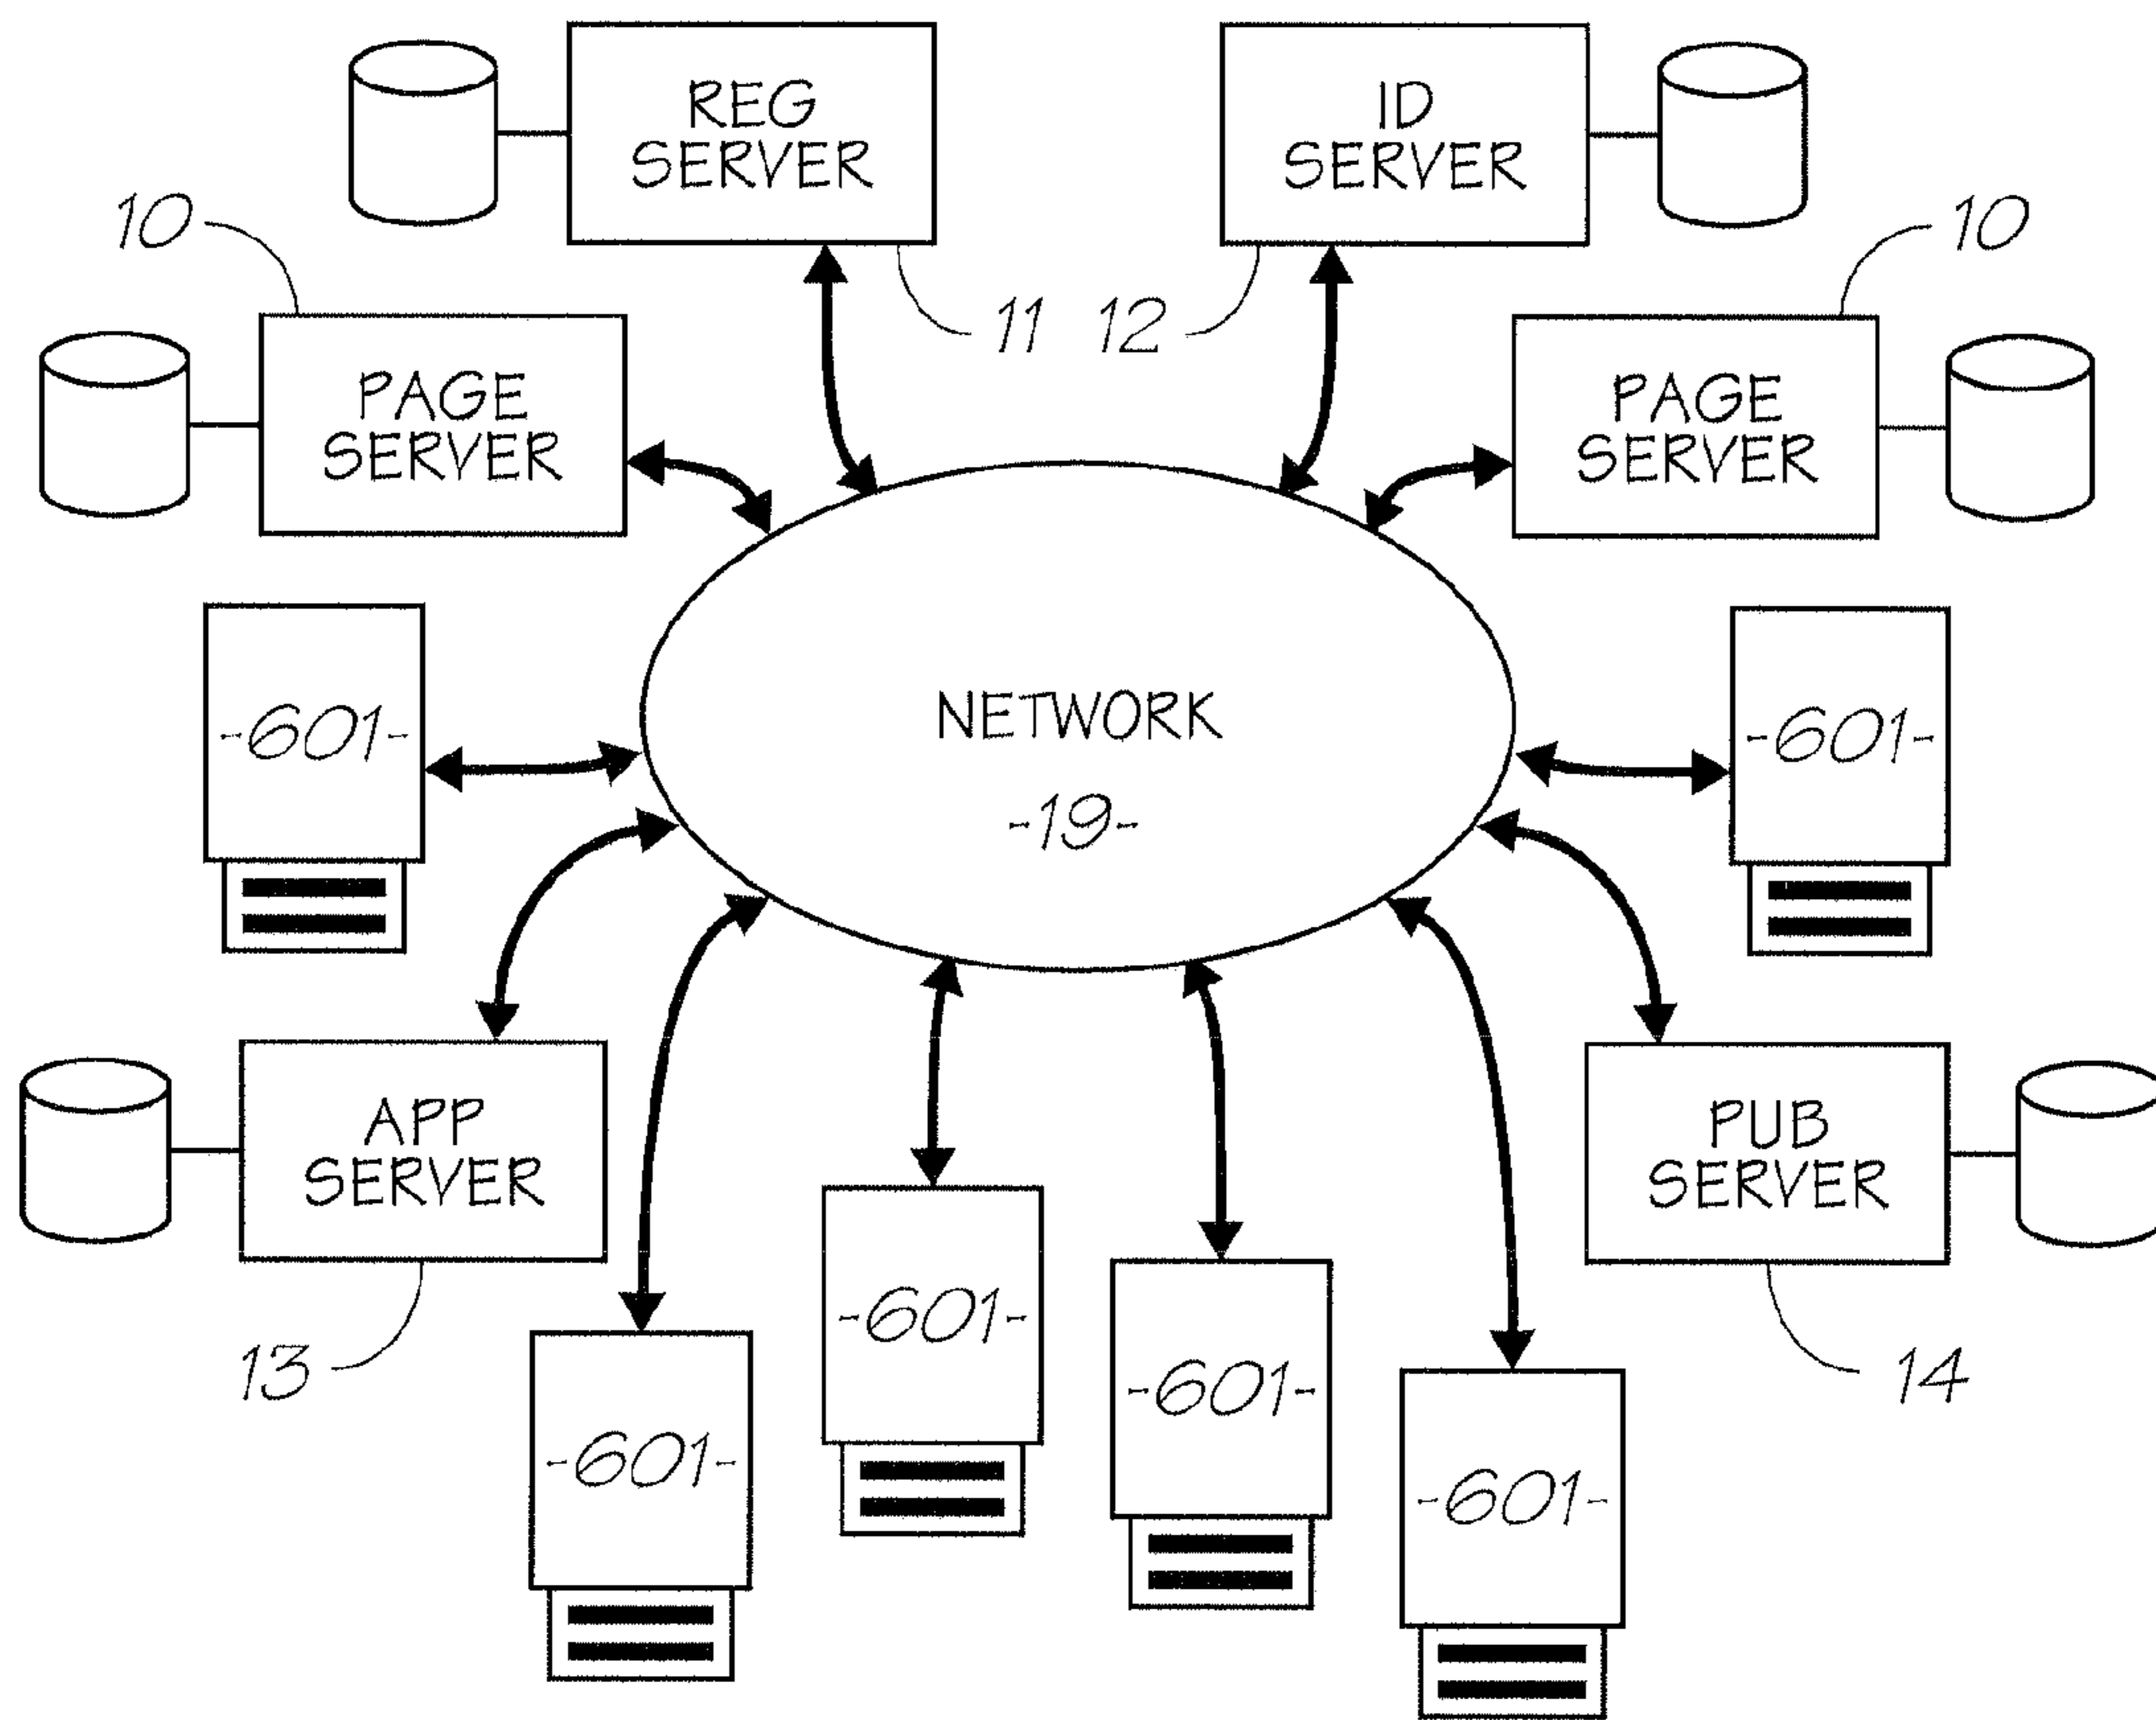 REG
SERVER
ID
SERVER
10
10
11
12
PAGE
SERVER
PAGE
SERVER
-601-
NETWORK
-19-
-601-
APP
SERVER
PUB
SERVER
13
-601-
-601-
-601-
-601-
14